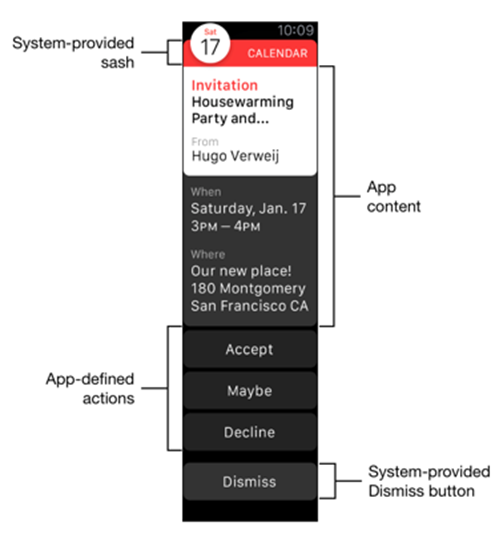 10:09
System-provided
sash
Sat
17
CALENDAR
Invitation
Housewarming
Party and...
From
Hugo Verweij
App
content
When
Saturday, Jan. 17
3PM – 4PM
Where
Our new place!
180 Montgomery
San Francisco CA
App-defined
actions
Accept
Maybe
Decline
Dismiss
System-provided
Dismiss button